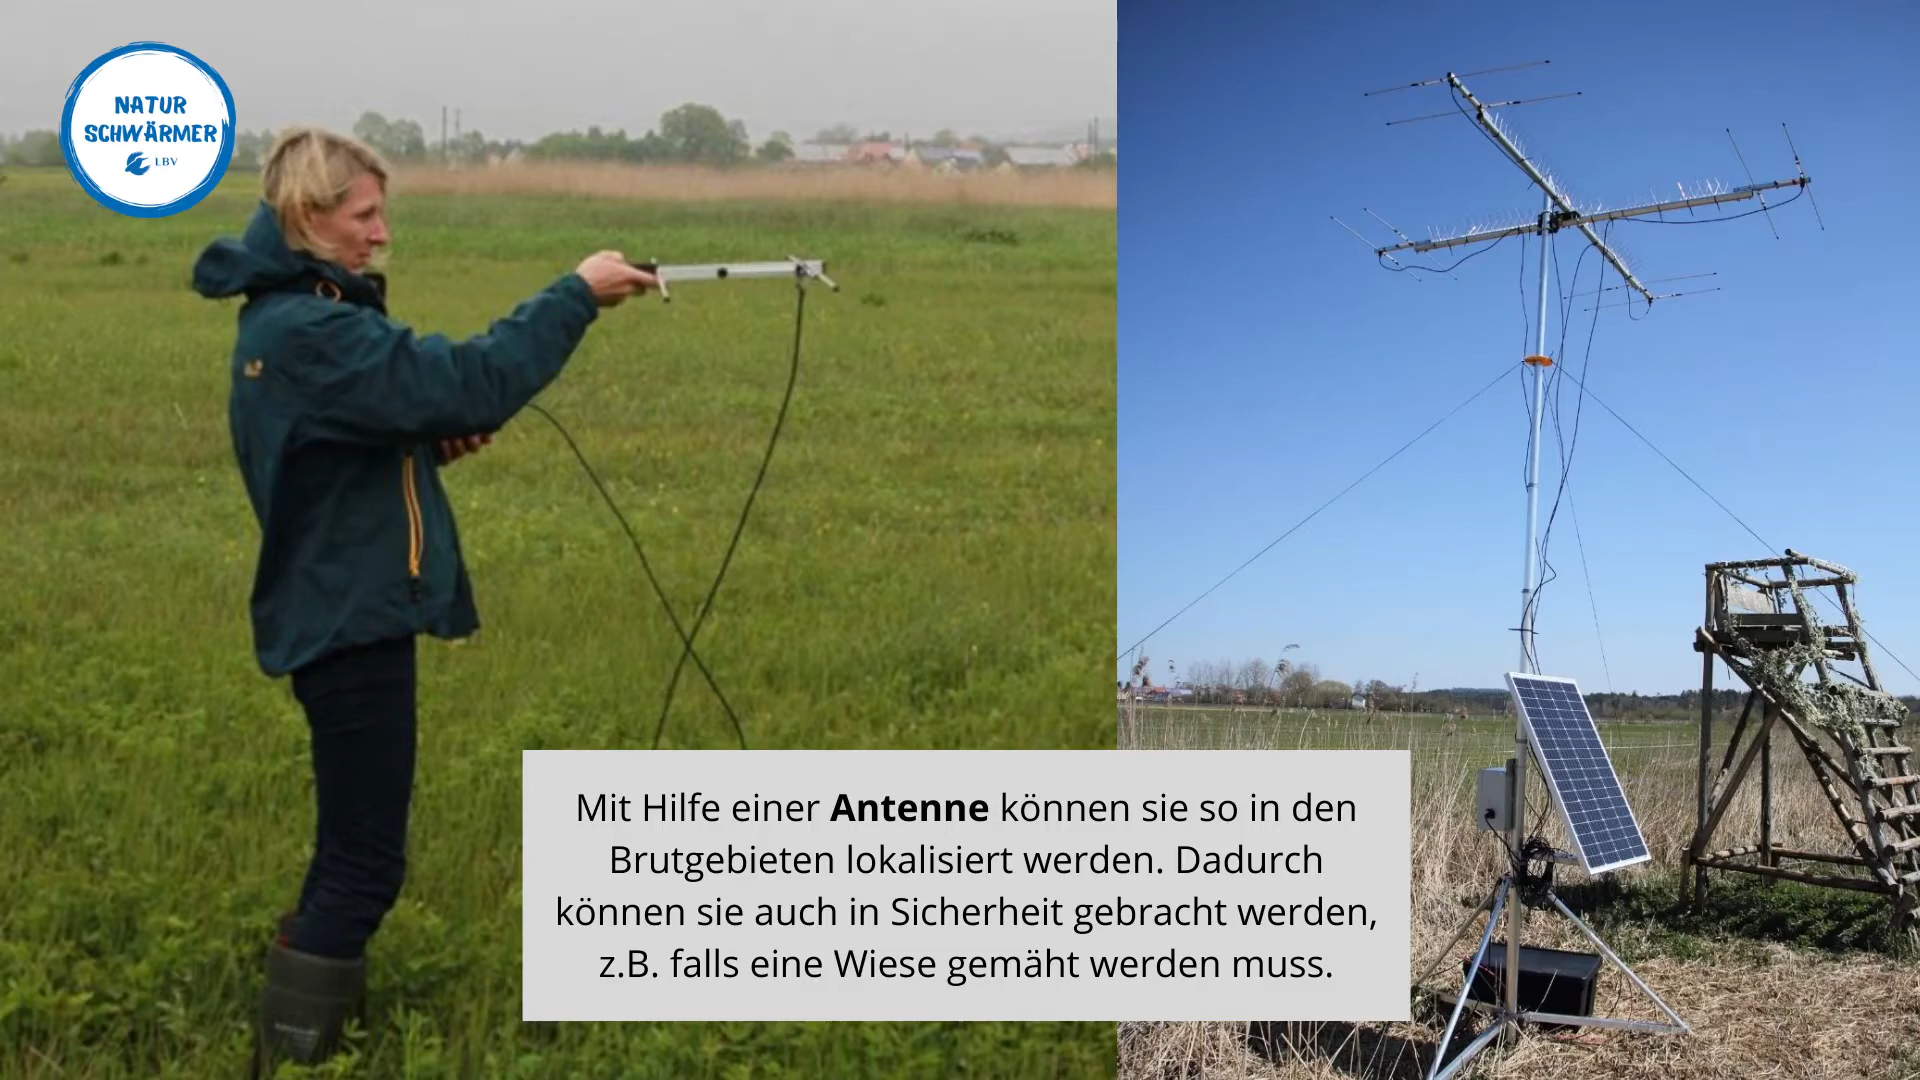 NATUR
SCHWÄRMER
LBV
Mit Hilfe einer Antenne können sie so in den
Brutgebieten lokalisiert werden. Dadurch
können sie auch in Sicherheit gebracht werden,
z.B. falls eine Wiese gemäht werden muss.